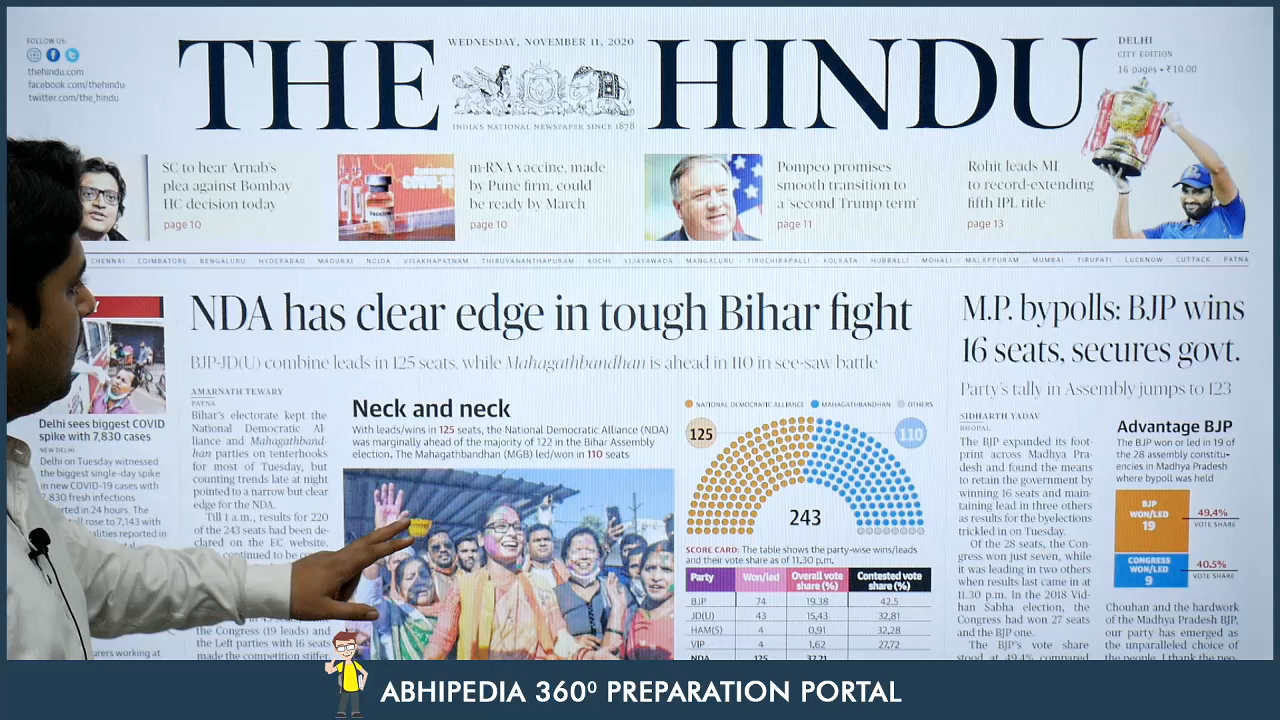 FOLLOW US:
thehindu.com
facebook.com/thehindu
twitter.com/the_hindu
THE HINDU
WEDNESDAY, NOVEMBER 11, 2020
INDIA'S NATIONAL NEWSPAPER SINCE 1878
DELHI
CITY EDITION
16 pages • ₹10.00
SC to hear Arnab's
plea against Bombay
HC decision today
page 10
m-RNA vaccine, made
by Pune firm, could
be ready by March
page 10
Pompeo promises
smooth transition to
a 'second Trump term'
page 11
Rohit leads MI
to record-extending
fifth IPL title
page 13
CHENNAI · COIMBATORE · BENGALURU · HYDERABAD · MADURAI · NOIDA · VISAKHAPATNAM · THIRUVANANTHAPURAM · KOCHI · VIJAYAWADA · MANGALURU · TIRUCHIRAPALLI · KOLKATA · HUBBALLI · MOHALI · MALAPPURAM · MUMBAI · TIRUPATI · LUCKNOW · CUTTACK · PATNA
Delhi sees biggest COVID
spike with 7,830 cases
NEW DELHI
Delhi on Tuesday witnessed
the biggest single-day spike
in new COVID-19 cases with
7,830 fresh infections
in 24 hours. The
rose to 7,143 with
reported in
working at
NDA has clear edge in tough Bihar fight
BJP-JD(U) combine leads in 125 seats, while Mahagathbandhan is ahead in 110 in see-saw battle
AMARNATH TEWARY
PATNA
Bihar's electorate kept the
National Democratic Al-
liance and Mahagathband-
han parties on tenterhooks
for most of Tuesday, but
counting trends late at night
pointed to a narrow but clear
edge for the NDA.
Till 1 a.m., results for 220
of the 243 seats had been de-
clared on the EC website.
continued to be
the Congress (19 leads) and
the Left parties with 16 seats
made the competition stiffer.
Neck and neck
With leads/wins in 125 seats, the National Democratic Alliance (NDA)
was marginally ahead of the majority of 122 in the Bihar Assembly
election. The Mahagathbandhan (MGB) led/won in 110 seats
NATIONAL DEMOCRATIC ALLIANCE MAHAGATHBANDHAN OTHERS
125
110
243
SCORE CARD: The table shows the party-wise wins/leads
and their vote share as of 11.30 p.m.
Party Won/led Overall vote share (%) Contested vote share (%)
BJP 74 19.38 42.5
JD(U) 43 15.43 32.81
HAM(S) 4 0.91 32.28
VIP 4 1.62 27.72
NDA 125 37.21
M.P. bypolls: BJP wins
16 seats, secures govt.
Party's tally in Assembly jumps to 123
SIDHARTH YADAV
BHOPAL
The BJP expanded its foot-
print across Madhya Pra-
desh and found the means
to retain the government by
winning 16 seats and main-
taining lead in three others
as results for the byelections
trickled in on Tuesday.
Of the 28 seats, the Con-
gress won just seven, while
it was leading in two others
when results last came in at
11.30 p.m. In the 2018 Vid-
han Sabha election, the
Congress had won 27 seats
and the BJP one.
The BJP's vote share
stood at 49.4% compared
Advantage BJP
The BJP won or led in 19 of
the 28 assembly constitu-
encies in Madhya Pradesh
where bypoll was held
BJP
WON/LED
19
49.4%
VOTE SHARE
CONGRESS
WON/LED
9
40.5%
VOTE SHARE
Chouhan and the hardwork
of the Madhya Pradesh BJP,
our party has emerged as
the unparalleled choice of
the people. I thank the peo-
ABHIPEDIA 360⁰ PREPARATION PORTAL